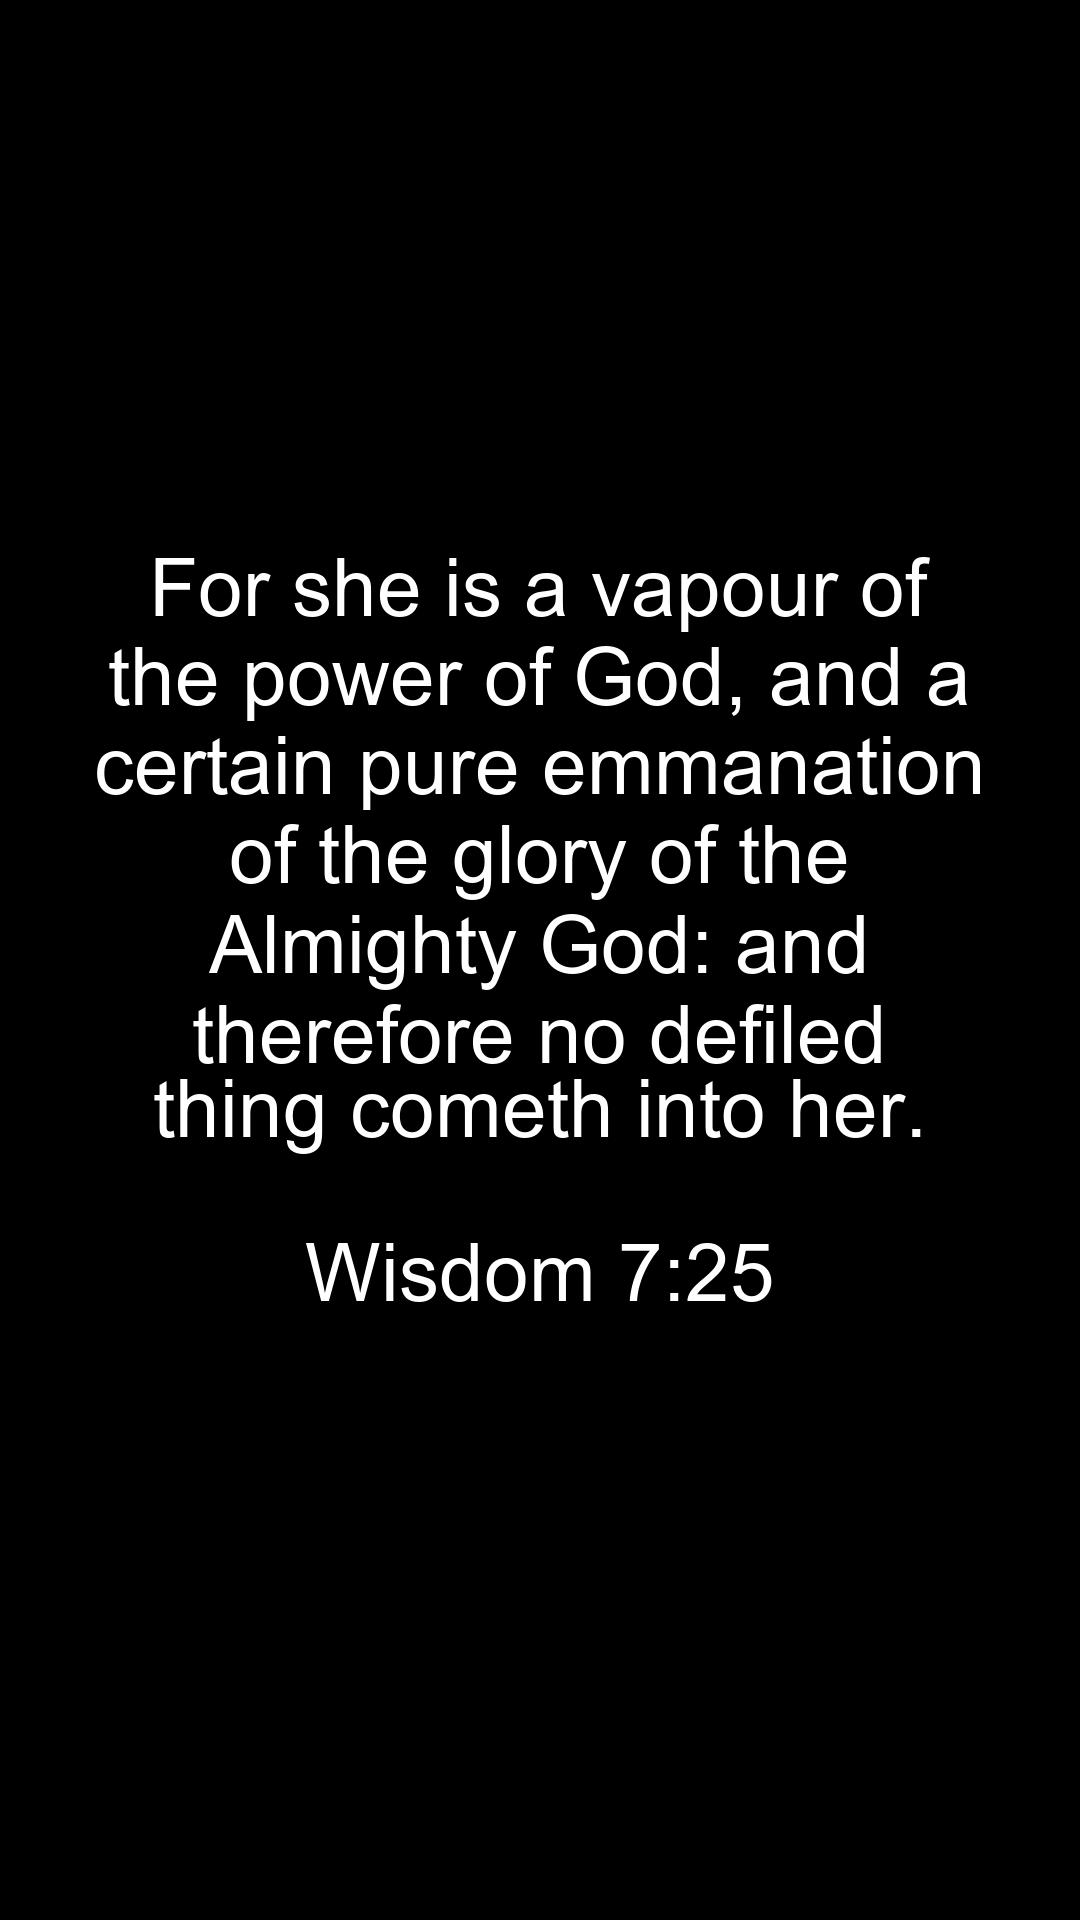 For she is a vapour of
the power of God, and a
certain pure emmanation
of the glory of the
Almighty God: and
therefore no defiled
thing cometh into her.
Wisdom 7:25